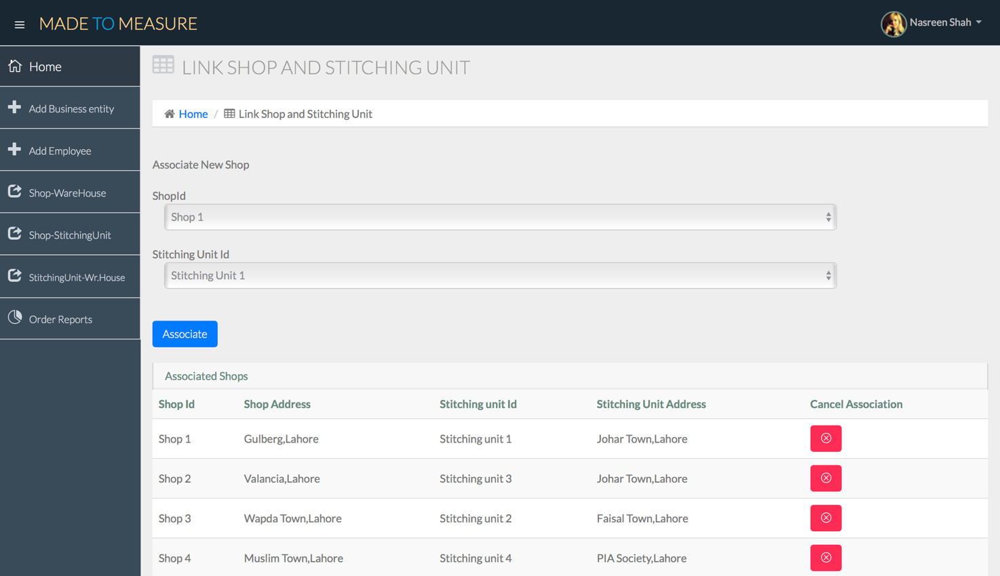 MADE TO MEASURE
Nasreen Shah
Home
Add Business entity
Add Employee
Shop-WareHouse
Shop-StitchingUnit
StitchingUnit-Wr.House
Order Reports
LINK SHOP AND STITCHING UNIT
Home / Link Shop and Stitching Unit
Associate New Shop
ShopId
Shop 1
Stitching Unit Id
Stitching Unit 1
Associate
Associated Shops
Shop Id Shop Address Stitching unit Id Stitching Unit Address Cancel Association
Shop 1 Gulberg,Lahore Stitching unit 1 Johar Town,Lahore
Shop 2 Valancia,Lahore Stitching unit 3 Johar Town,Lahore
Shop 3 Wapda Town,Lahore Stitching unit 2 Faisal Town,Lahore
Shop 4 Muslim Town,Lahore Stitching unit 4 PIA Society,Lahore